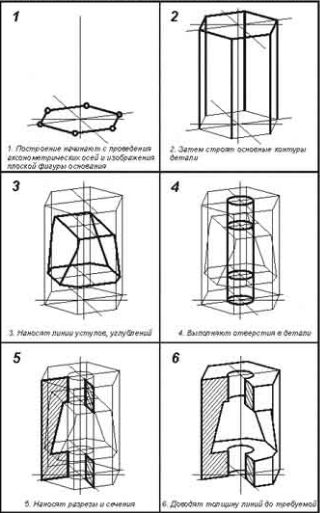 1
1. Построение начинают с проведения
аксонометрических осей и изображения
плоской фигуры основания
2
2. Затем строят основные контуры
детали
3
3. Наносят линии уступов, углублений
4
4. Выполняют отверстия в детали
5
5. Наносят разрезы и сечения
6
6. Доводят толщину линий до требуемой